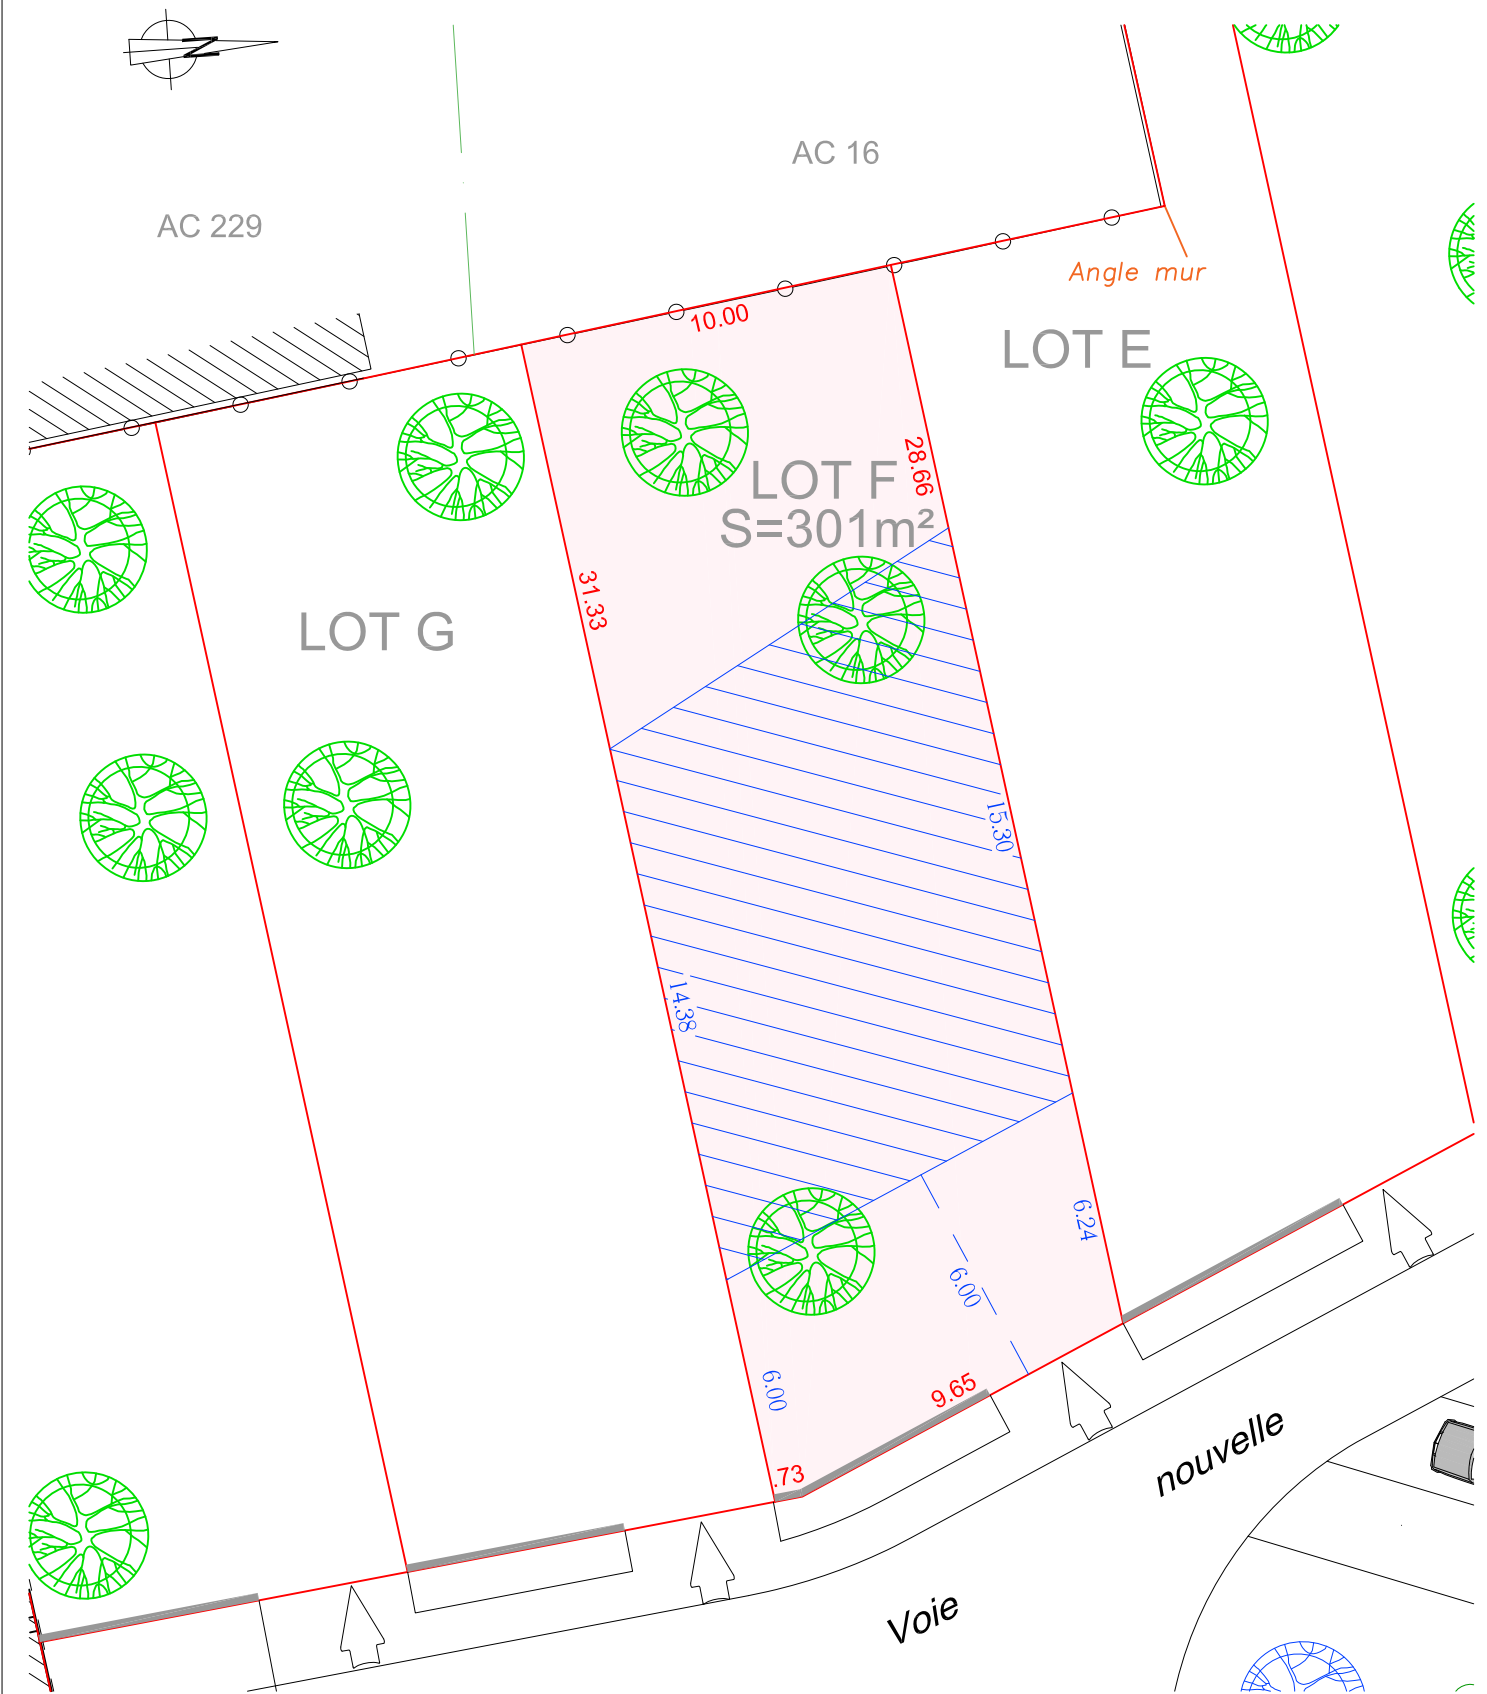 N
AC 16
AC 229
Angle mur
10.00
LOT E
28.66
LOT F
S=301m²
31.33
LOT G
15.30
14.38
6.24
6.00
6.00
9.65
.73
Voie nouvelle